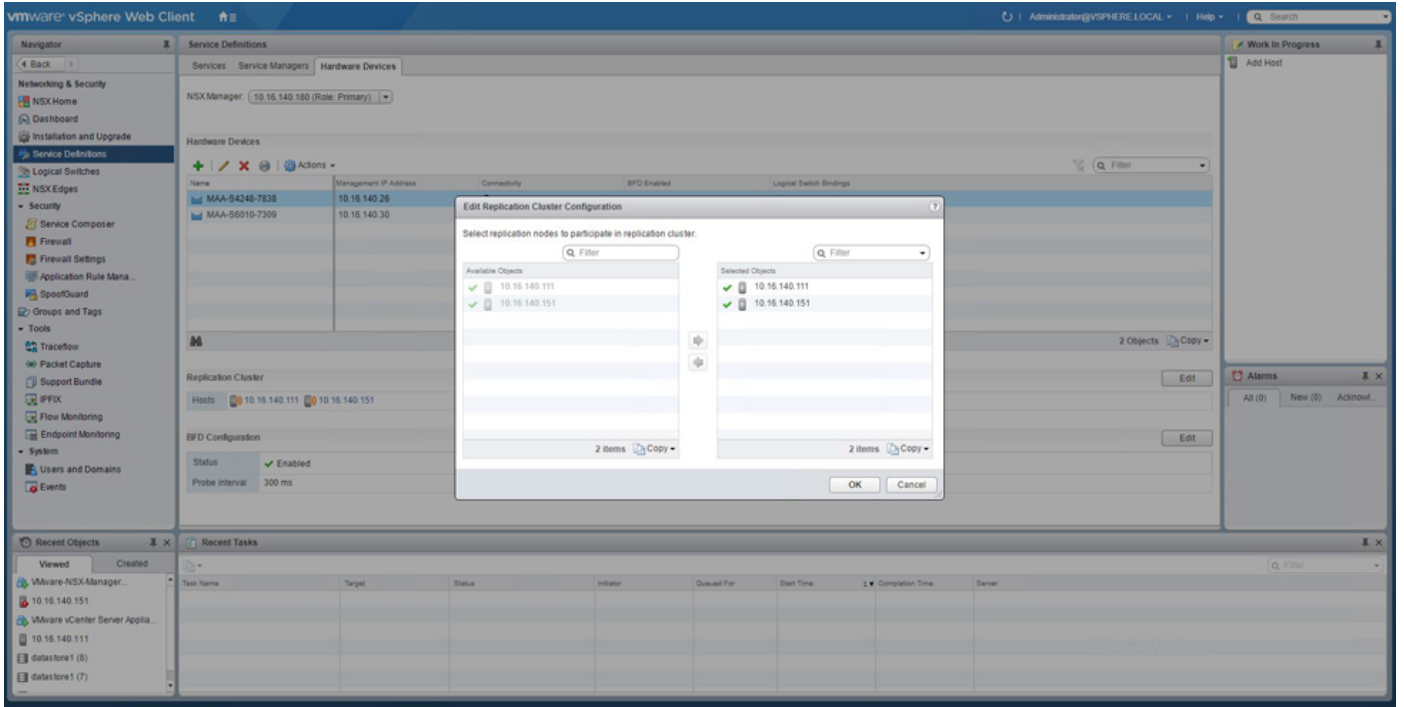 vmware® vSphere Web Client
Administrator@VSPHERE.LOCAL
Help
Search
Navigator
Back
Networking & Security
NSX Home
Dashboard
Installation and Upgrade
Service Definitions
Logical Switches
NSX Edges
Security
Service Composer
Firewall
Firewall Settings
Application Rule Mana...
SpoofGuard
Groups and Tags
Tools
Traceflow
Packet Capture
Support Bundle
IPFIX
Flow Monitoring
Endpoint Monitoring
System
Users and Domains
Events
Service Definitions
Services Service Managers Hardware Devices
NSX Manager: 10.16.140.180 (Role: Primary)
Hardware Devices
Actions
Filter
Name Management IP Address Connectivity BFD Enabled Logical Switch Bindings
MAA-S4248-7838 10.16.140.26
MAA-S6010-7309 10.16.140.30
2 Objects Copy
Replication Cluster
Edit
Hosts 10.16.140.111 10.16.140.151
BFD Configuration
Edit
Status Enabled
Probe interval 300 ms
Edit Replication Cluster Configuration
?
Select replication nodes to participate in replication cluster.
Filter
Filter
Available Objects
10.16.140.111
10.16.140.151
2 items Copy
Selected Objects
10.16.140.111
10.16.140.151
2 items Copy
OK Cancel
Work In Progress
Add Host
Alarms
All (0) New (0) Acknowl...
Recent Objects
Viewed Created
VMware-NSX-Manager...
10.16.140.151
VMware vCenter Server Applia...
10.16.140.111
datastore1 (8)
datastore1 (7)
Recent Tasks
Filter
Task Name Target Status Initiator Queued For Start Time 1 Completion Time Server